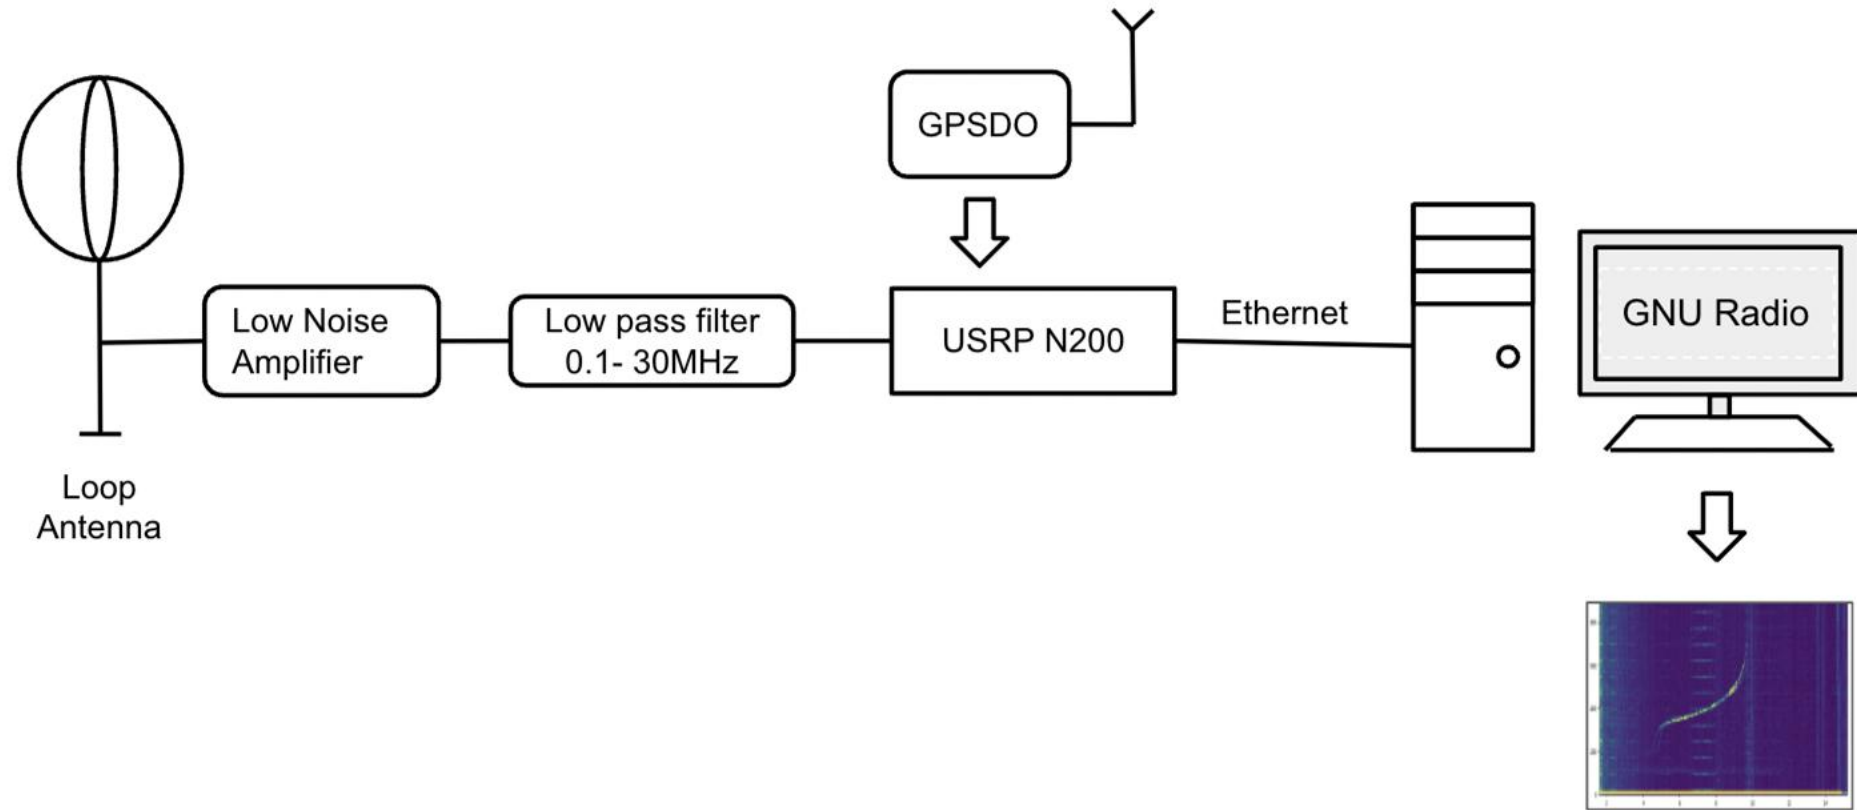 GPSDO
Low Noise
Amplifier
Low pass filter
0.1- 30MHz
USRP N200
Ethernet
GNU Radio
Loop
Antenna